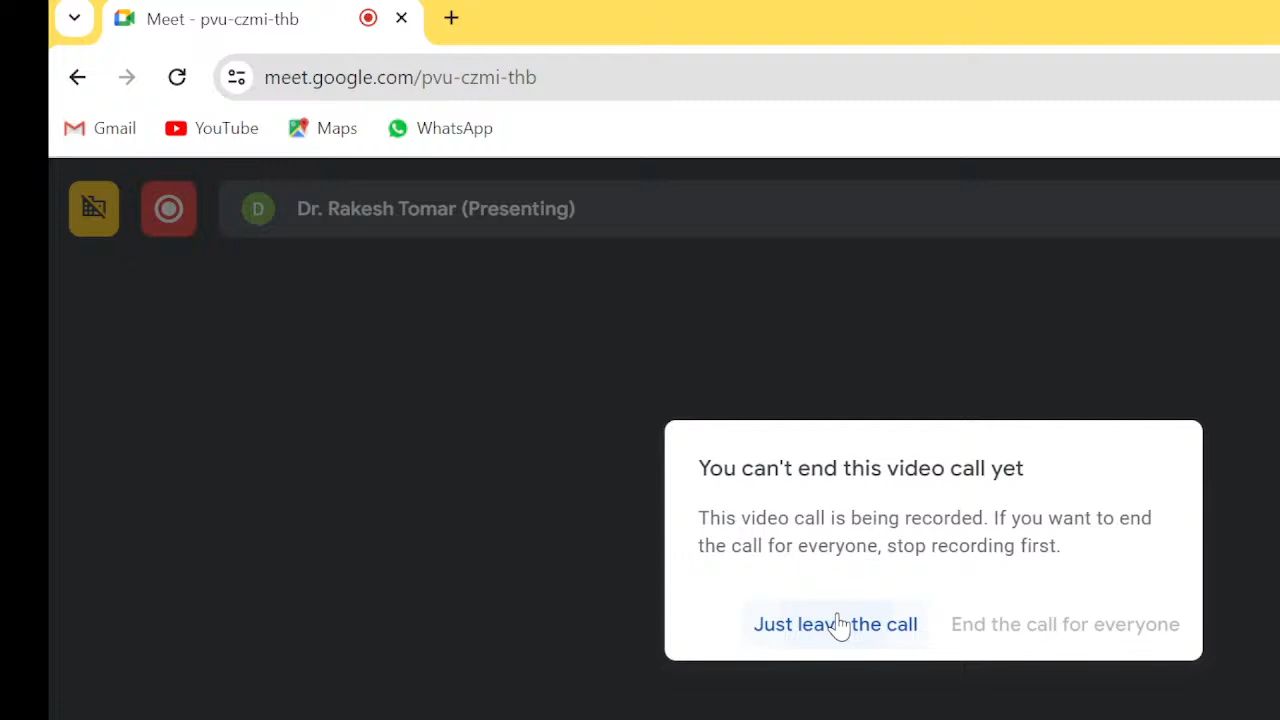 Meet - pvu-czmi-thb
meet.google.com/pvu-czmi-thb
Gmail YouTube Maps WhatsApp
D Dr. Rakesh Tomar (Presenting)
You can't end this video call yet
This video call is being recorded. If you want to end
the call for everyone, stop recording first.
Just leave the call End the call for everyone